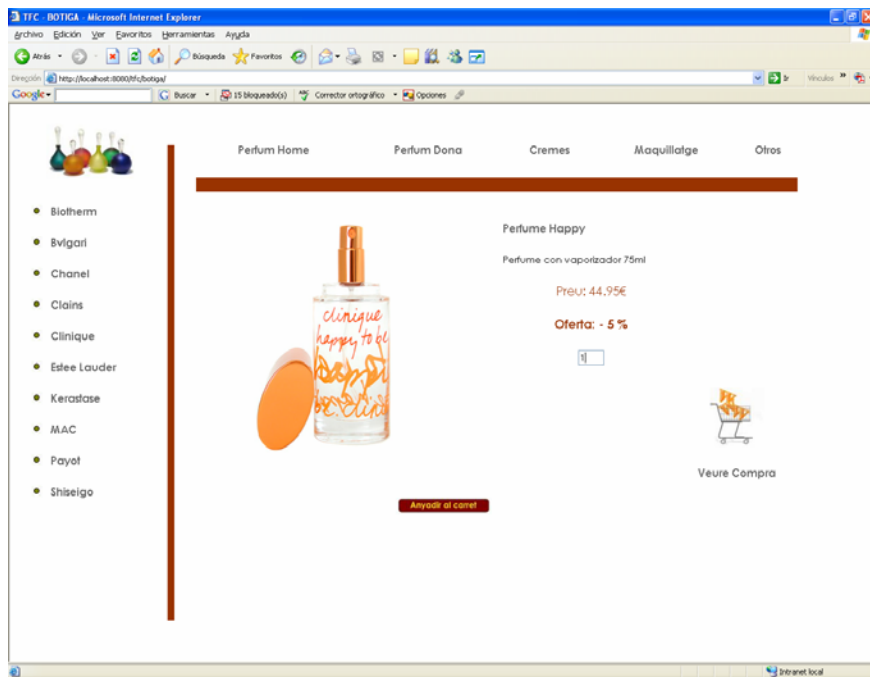 TFC - BOTIGA - Microsoft Internet Explorer
Archivo Edición Ver Favoritos Herramientas Ayuda
Atrás Búsqueda Favoritos
Dirección http://localhost:8080/tfc/botiga/ Ir Vínculos »
Google Buscar 15 bloqueado(s) ABC Corrector ortográfico Opciones
Perfum Home Perfum Dona Cremes Maquillatge Otros
Biotherm
Bvlgari
Chanel
Clains
Clinique
Estee Lauder
Kerastase
MAC
Payot
Shiseigo
clinique
happy to be
Perfume Happy
Perfume con vaporizador 75ml
Preu: 44.95€
Oferta: - 5 %
1
Veure Compra
Anyadir al carret
Intranet local